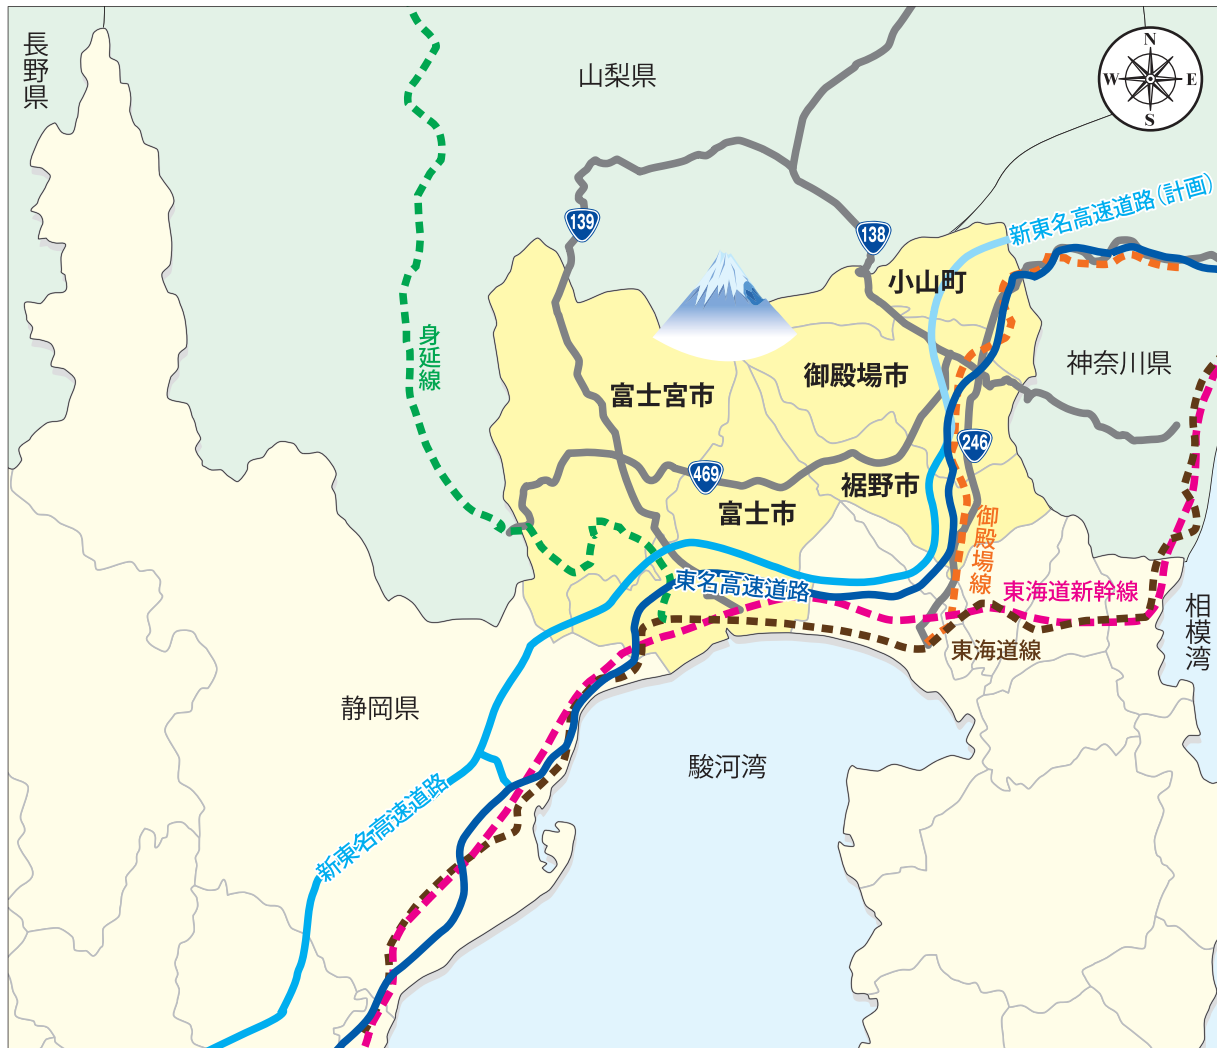 長野県
山梨県
N
W
E
S
新東名高速道路(計画)
139
138
小山町
身延線
神奈川県
御殿場市
富士宮市
246
469
裾野市
富士市
御殿場線
東名高速道路
東海道新幹線
相模湾
東海道線
静岡県
駿河湾
新東名高速道路